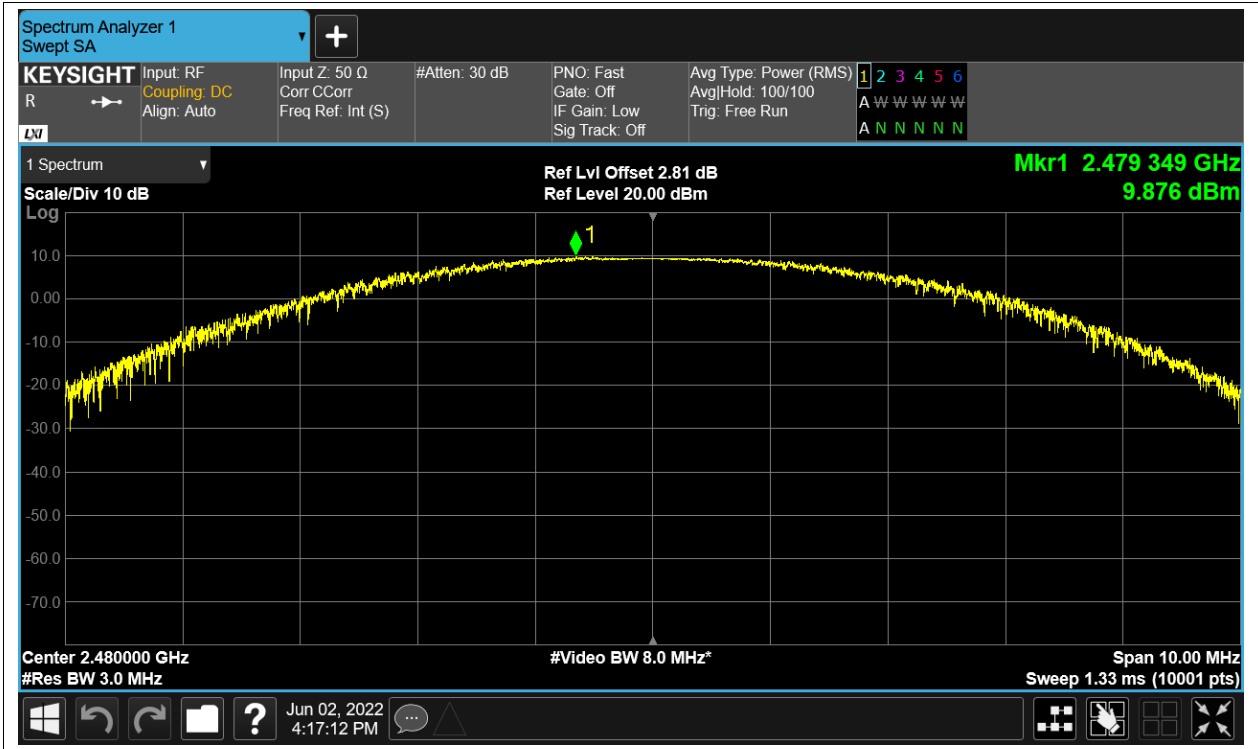 Spectrum Analyzer 1
Swept SA
KEYSIGHT
R
LXI
Input: RF
Coupling: DC
Align: Auto
Input Z: 50 Ω
Corr CCorr
Freq Ref: Int (S)
#Atten: 30 dB
PNO: Fast
Gate: Off
IF Gain: Low
Sig Track: Off
Avg Type: Power (RMS)
Avg|Hold: 100/100
Trig: Free Run
1 2 3 4 5 6
A W W W W W
A N N N N N
1 Spectrum
Scale/Div 10 dB
Log
Ref Lvl Offset 2.81 dB
Ref Level 20.00 dBm
Mkr1 2.479 349 GHz
9.876 dBm
1
10.0
0.00
-10.0
-20.0
-30.0
-40.0
-50.0
-60.0
-70.0
Center 2.480000 GHz
#Res BW 3.0 MHz
#Video BW 8.0 MHz*
Span 10.00 MHz
Sweep 1.33 ms (10001 pts)
?
Jun 02, 2022
4:17:12 PM